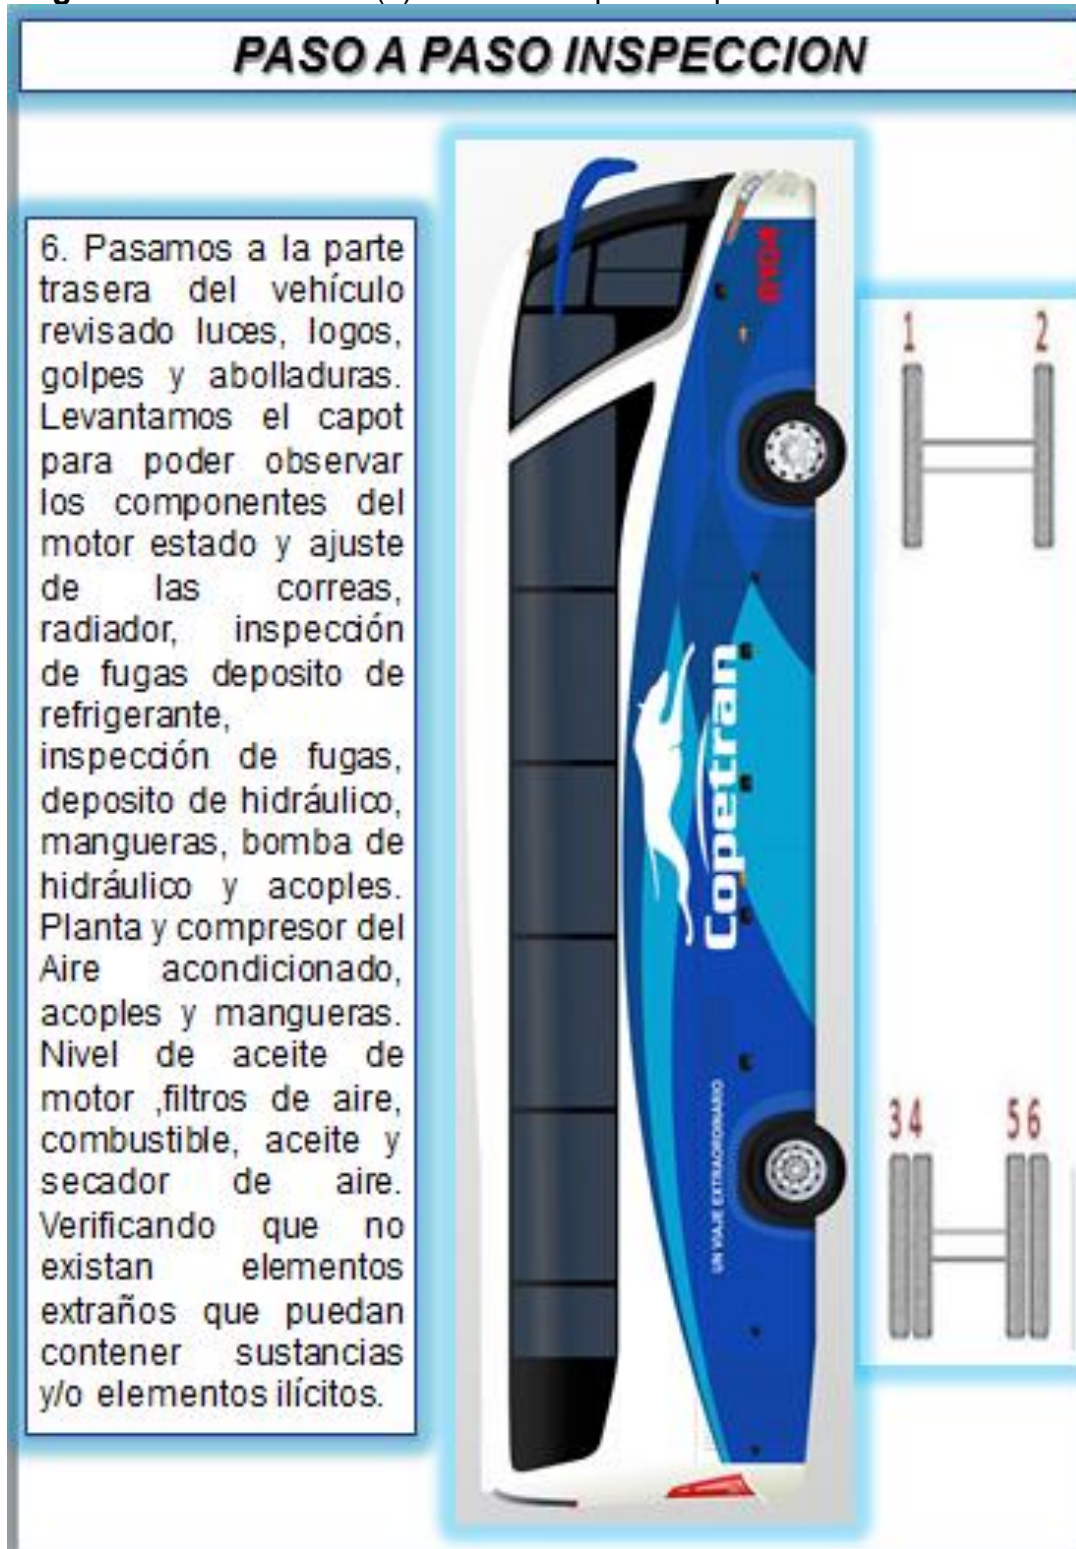 PASO A PASO INSPECCION
6. Pasamos a la parte
trasera del vehículo
revisado luces, logos,
golpes y abolladuras.
Levantamos el capot
para poder observar
los componentes del
motor estado y ajuste
de las correas,
radiador, inspección
de fugas deposito de
refrigerante,
inspección de fugas,
deposito de hidráulico,
mangueras, bomba de
hidráulico y acoples.
Planta y compresor del
Aire acondicionado,
acoples y mangueras.
Nivel de aceite de
motor ,filtros de aire,
combustible, aceite y
secador de aire.
Verificando que no
existan elementos
extraños que puedan
contener sustancias
y/o elementos ilícitos.
Copetran
UN VIAJE EXTRAORDINARIO
1 2
3 4 5 6